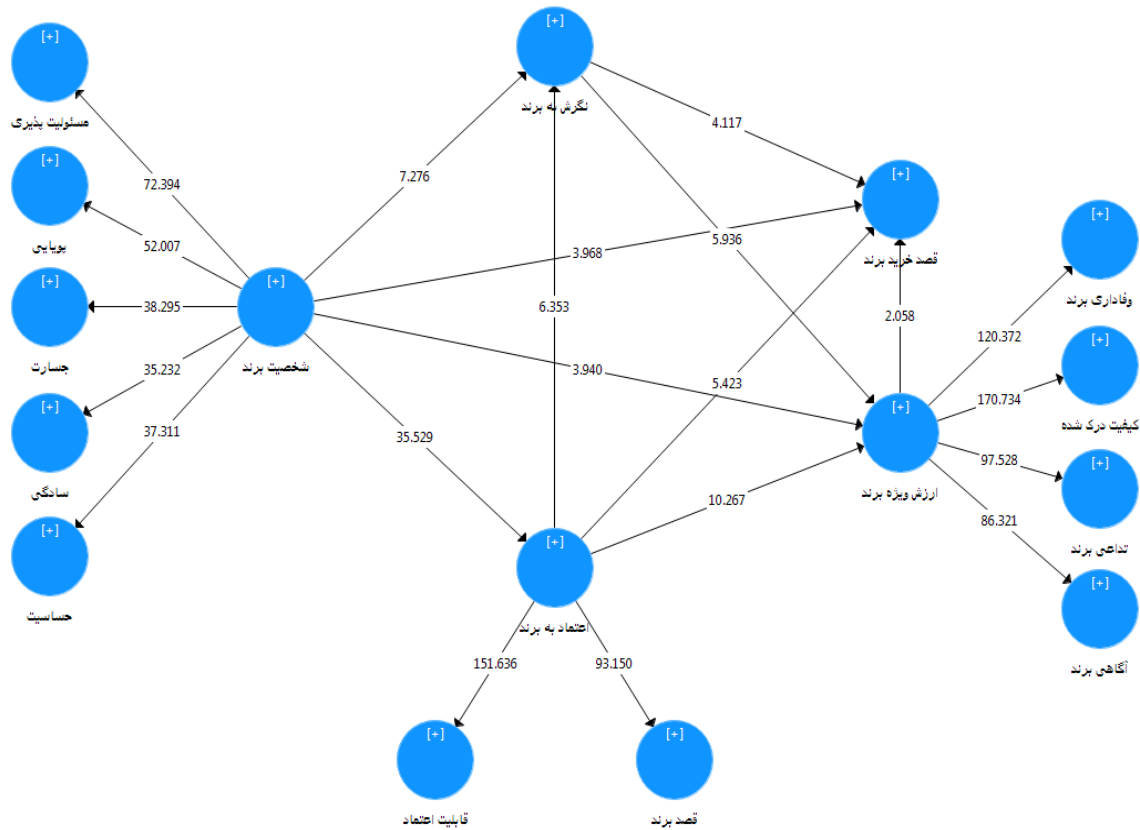 [+]
نگرش به برند
[+]
مسئولیت پذیری
4.117
[+]
پویایی
7.276
72.394
[+]
قصد خرید برند
[+]
وفاداری برند
52.007
3.968
5.936
[+]
جسارت
38.295
[+]
شخصیت برند
6.353
2.058
120.372
[+]
کیفیت درک شده
35.232
3.940
5.423
170.734
[+]
سادگی
37.311
35.529
[+]
ارزش ویژه برند
97.528
[+]
تداعی برند
10.267
86.321
[+]
حساسیت
[+]
اعتماد به برند
[+]
آگاهی برند
151.636
93.150
[+]
قابلیت اعتماد
[+]
قصد برند